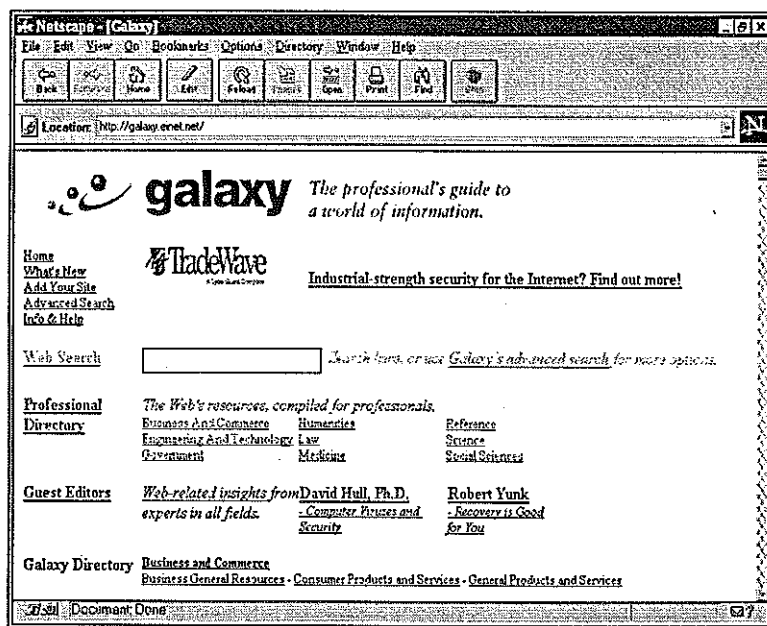 Netscape - [Galaxy]
File Edit View Go Bookmarks Options Directory Window Help
Back Forward Home Edit Reload Images Open Print Find Stop
Location: http://galaxy.einet.net/
N
galaxy
The professional's guide to
a world of information.
Home
What's New
Add Your Site
Advanced Search
Info & Help
TradeWave
Industrial-strength security for the Internet? Find out more!
Web Search
Search here, or use Galaxy's advanced search for more options.
Professional
Directory
The Web's resources, compiled for professionals.
Business And Commerce Humanities Reference
Engineering And Technology Law Science
Government Medicine Social Sciences
Guest Editors
Web-related insights from
experts in all fields.
David Hull, Ph.D.
- Computer Viruses and
Security
Robert Yunk
- Recovery is Good
for You
Galaxy Directory
Business and Commerce
Business General Resources - Consumer Products and Services - General Products and Services
Document: Done